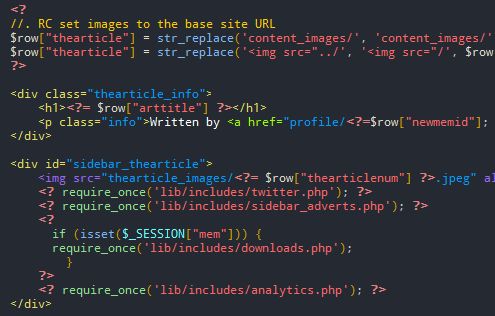 <?
//. RC set images to the base site URL
$row["thearticle"] = str_replace('content_images/', 'content_images/'
$row["thearticle"] = str_replace('<img src="../', '<img src="/', $row
?>
<div class="thearticle_info">
<h1><?= $row["arttitle"] ?></h1>
<p class="info">Written by <a href="profile/<?=$row["newmemid"];
</div>
<div id="sidebar_thearticle">
<img src="thearticle_images/<?= $row["thearticlenum"] ?>.jpeg" al
<? require_once('lib/includes/twitter.php'); ?>
<? require_once('lib/includes/sidebar_adverts.php'); ?>
<?
if (isset($_SESSION["mem"])) {
require_once('lib/includes/downloads.php');
}
?>
<? require_once('lib/includes/analytics.php'); ?>
</div>